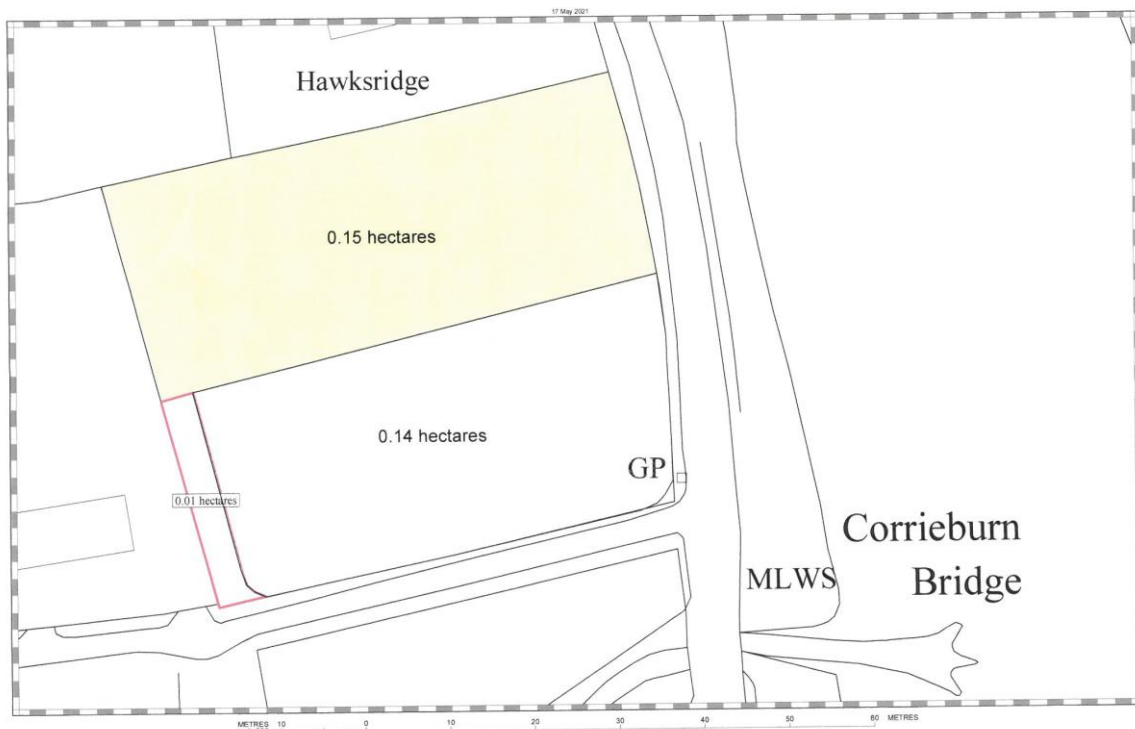 17 May 2021
Hawksridge
0.15 hectares
0.14 hectares
GP
0.01 hectares
Corrieburn
Bridge
MLWS
METRES 10 0 10 20 30 40 50 60 METRES